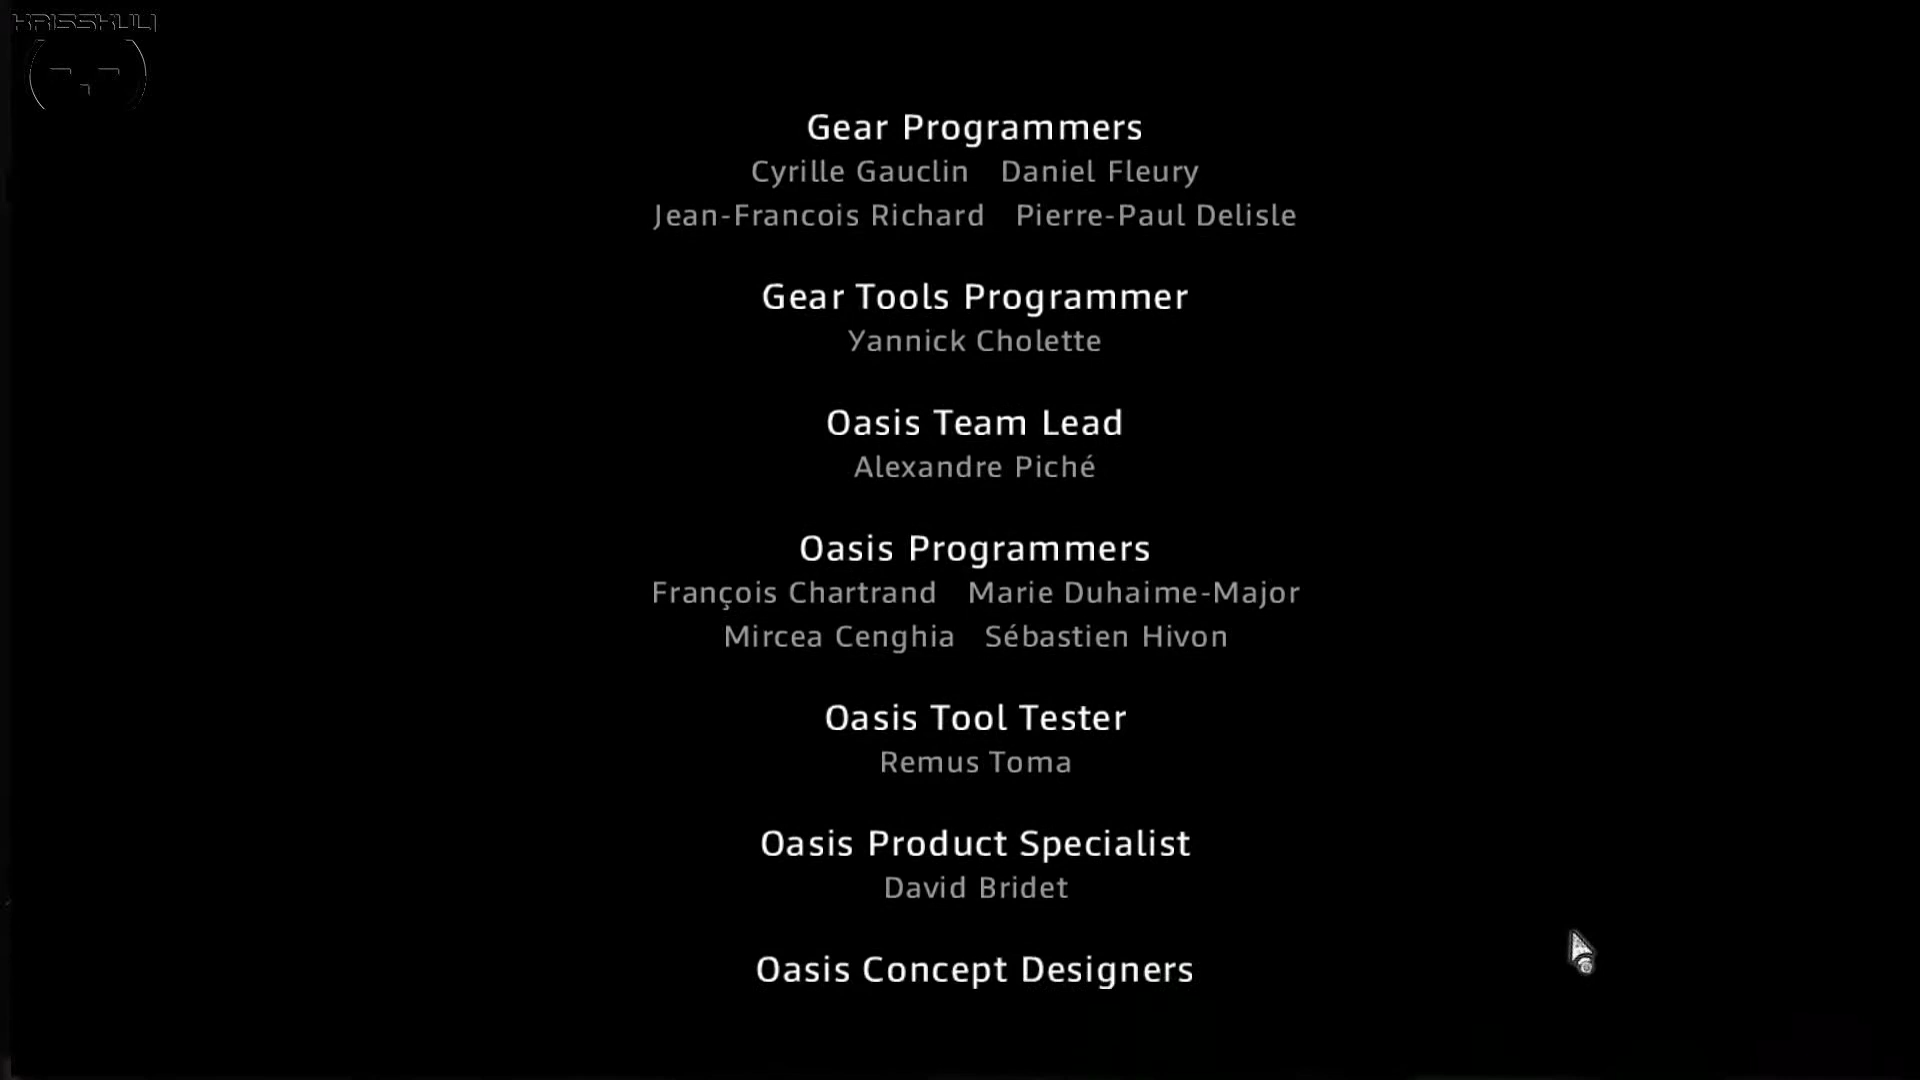 KRISSKULI
Gear Programmers
Cyrille Gauclin Daniel Fleury
Jean-Francois Richard Pierre-Paul Delisle
Gear Tools Programmer
Yannick Cholette
Oasis Team Lead
Alexandre Piché
Oasis Programmers
François Chartrand Marie Duhaime-Major
Mircea Cenghia Sébastien Hivon
Oasis Tool Tester
Remus Toma
Oasis Product Specialist
David Bridet
Oasis Concept Designers